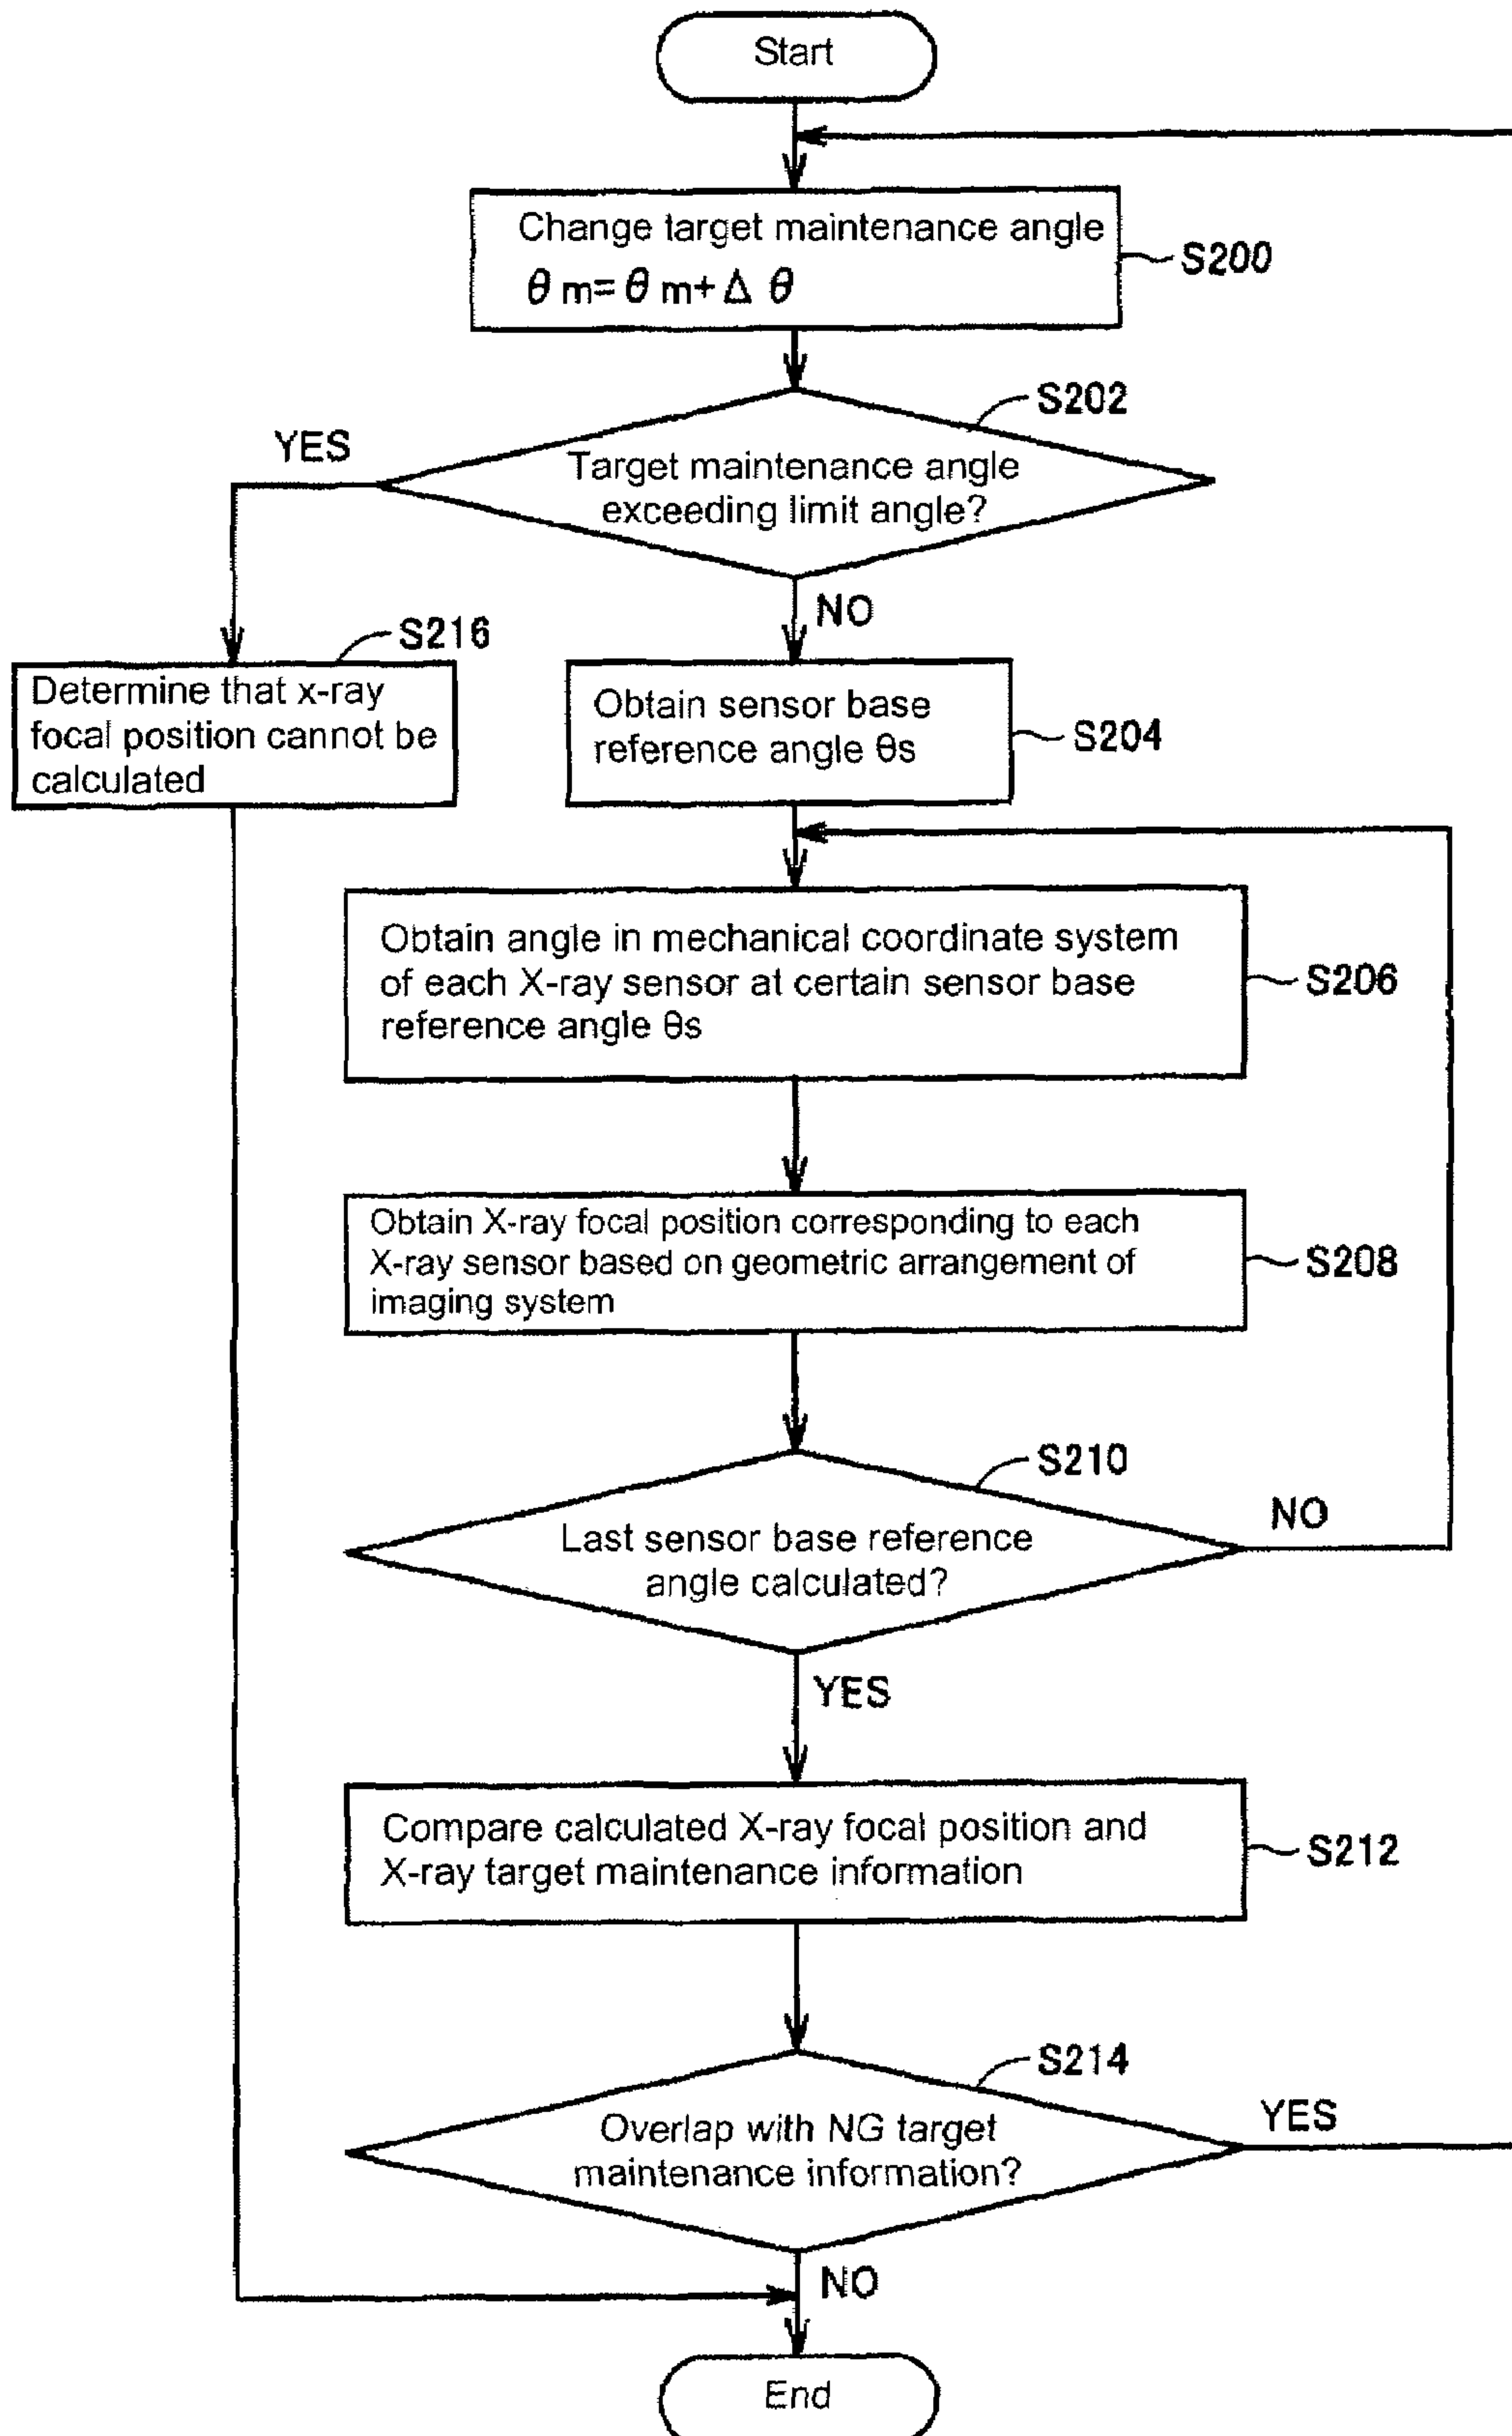 Start
Change target maintenance angle
θ m= θ m+ Δ θ
S200
S202
YES
Target maintenance angle
exceeding limit angle?
NO
S216
Determine that x-ray
focal position cannot be
calculated
Obtain sensor base
reference angle θs
S204
Obtain angle in mechanical coordinate system
of each X-ray sensor at certain sensor base
reference angle θs
S206
Obtain X-ray focal position corresponding to each
X-ray sensor based on geometric arrangement of
imaging system
S208
S210
NO
Last sensor base reference
angle calculated?
YES
Compare calculated X-ray focal position and
X-ray target maintenance information
S212
S214
YES
Overlap with NG target
maintenance information?
NO
End